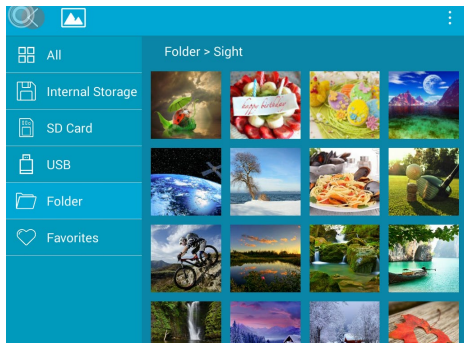 All
Folder > Sight
Internal Storage
SD Card
USB
Folder
Favorites
happy birthday